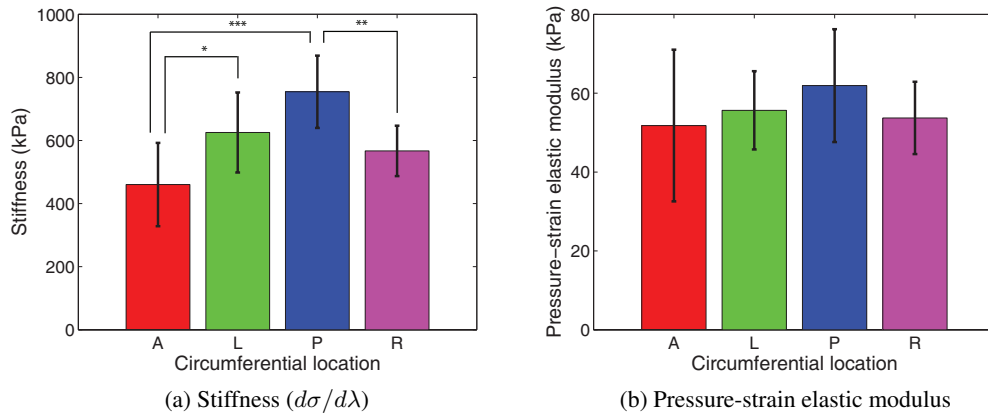 1000
800
600
400
200
0
Stiffness (kPa)
***
**
*
A L P R
Circumferential location
(a) Stiffness (dσ/dλ)
80
60
40
20
0
Pressure-strain elastic modulus (kPa)
A L P R
Circumferential location
(b) Pressure-strain elastic modulus